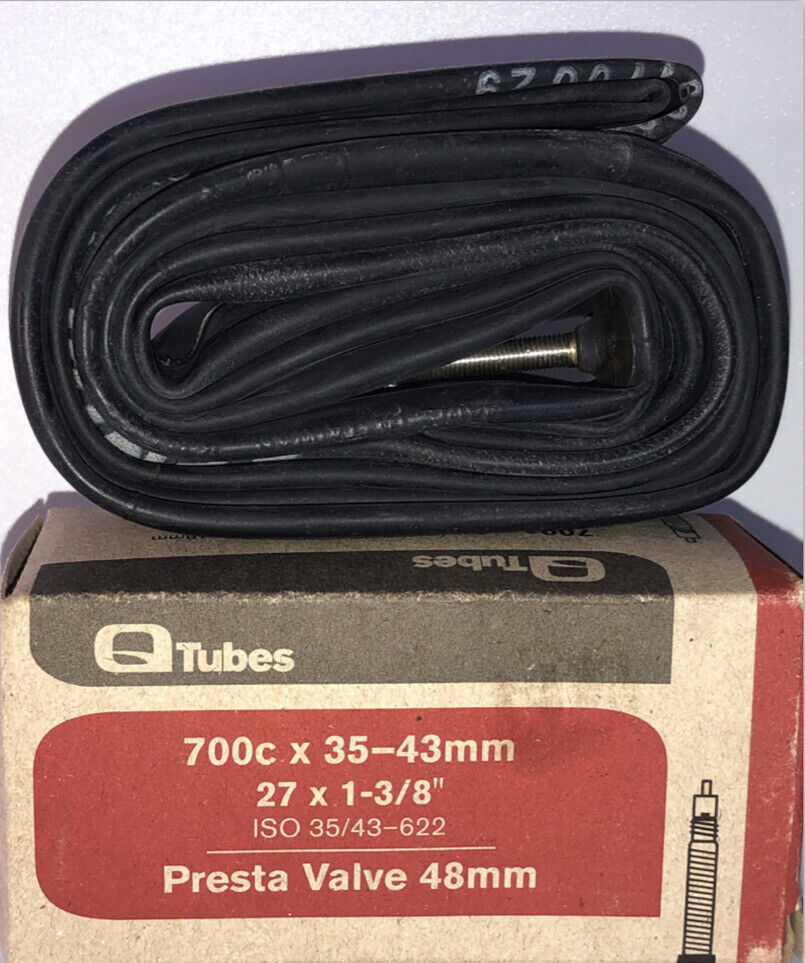 Q Tubes
Q Tubes
700c x 35–43mm
27 x 1-3/8"
ISO 35/43–622
Presta Valve 48mm